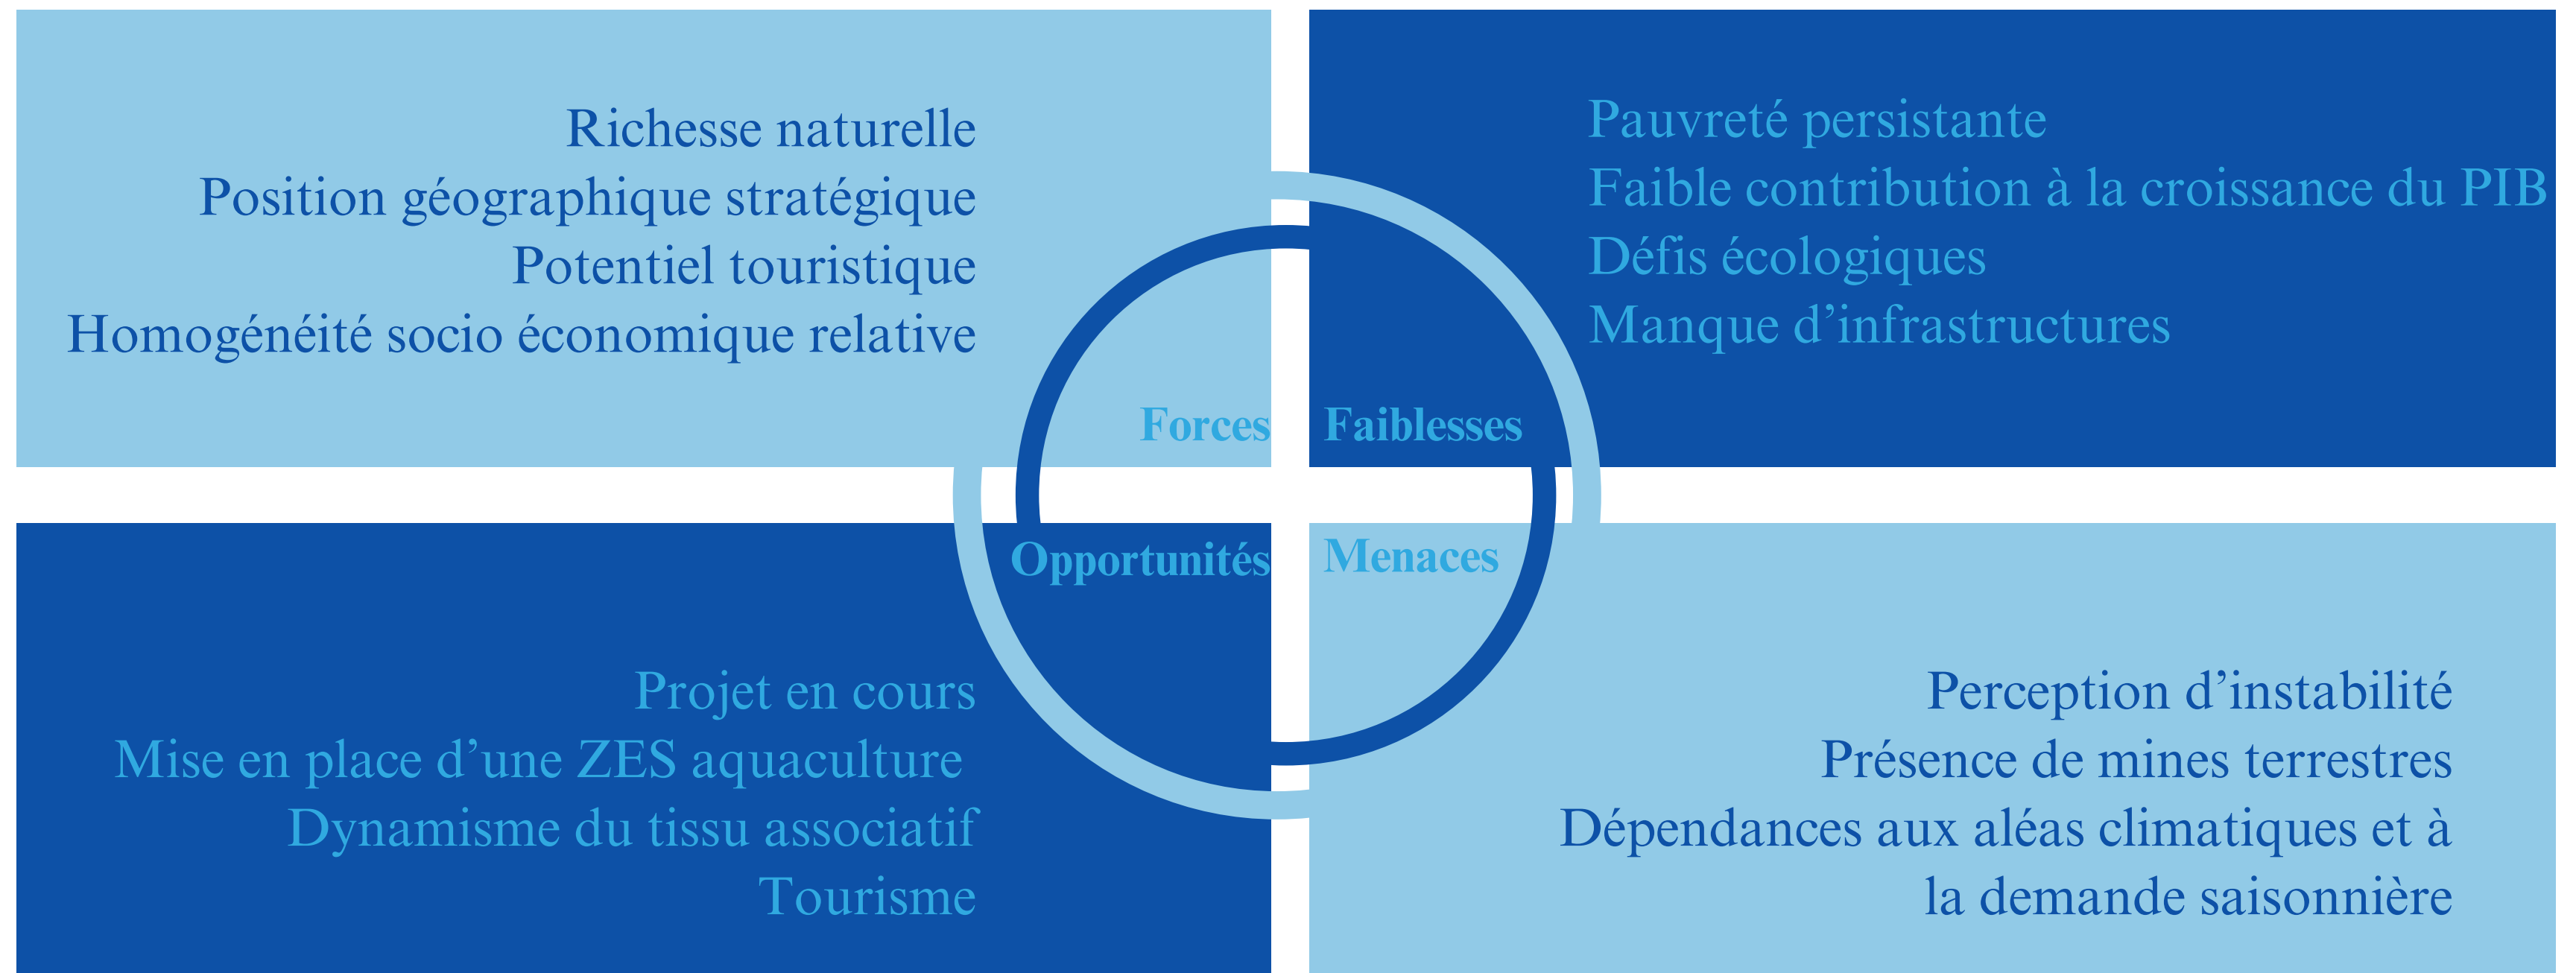 Richesse naturelle
Position géographique stratégique
Potentiel touristique
Homogénéité socio économique relative
Forces
Pauvreté persistante
Faible contribution à la croissance du PIB
Défis écologiques
Manque d’infrastructures
Faiblesses
Opportunités
Projet en cours
Mise en place d’une ZES aquaculture
Dynamisme du tissu associatif
Tourisme
Menaces
Perception d’instabilité
Présence de mines terrestres
Dépendances aux aléas climatiques et à
la demande saisonnière